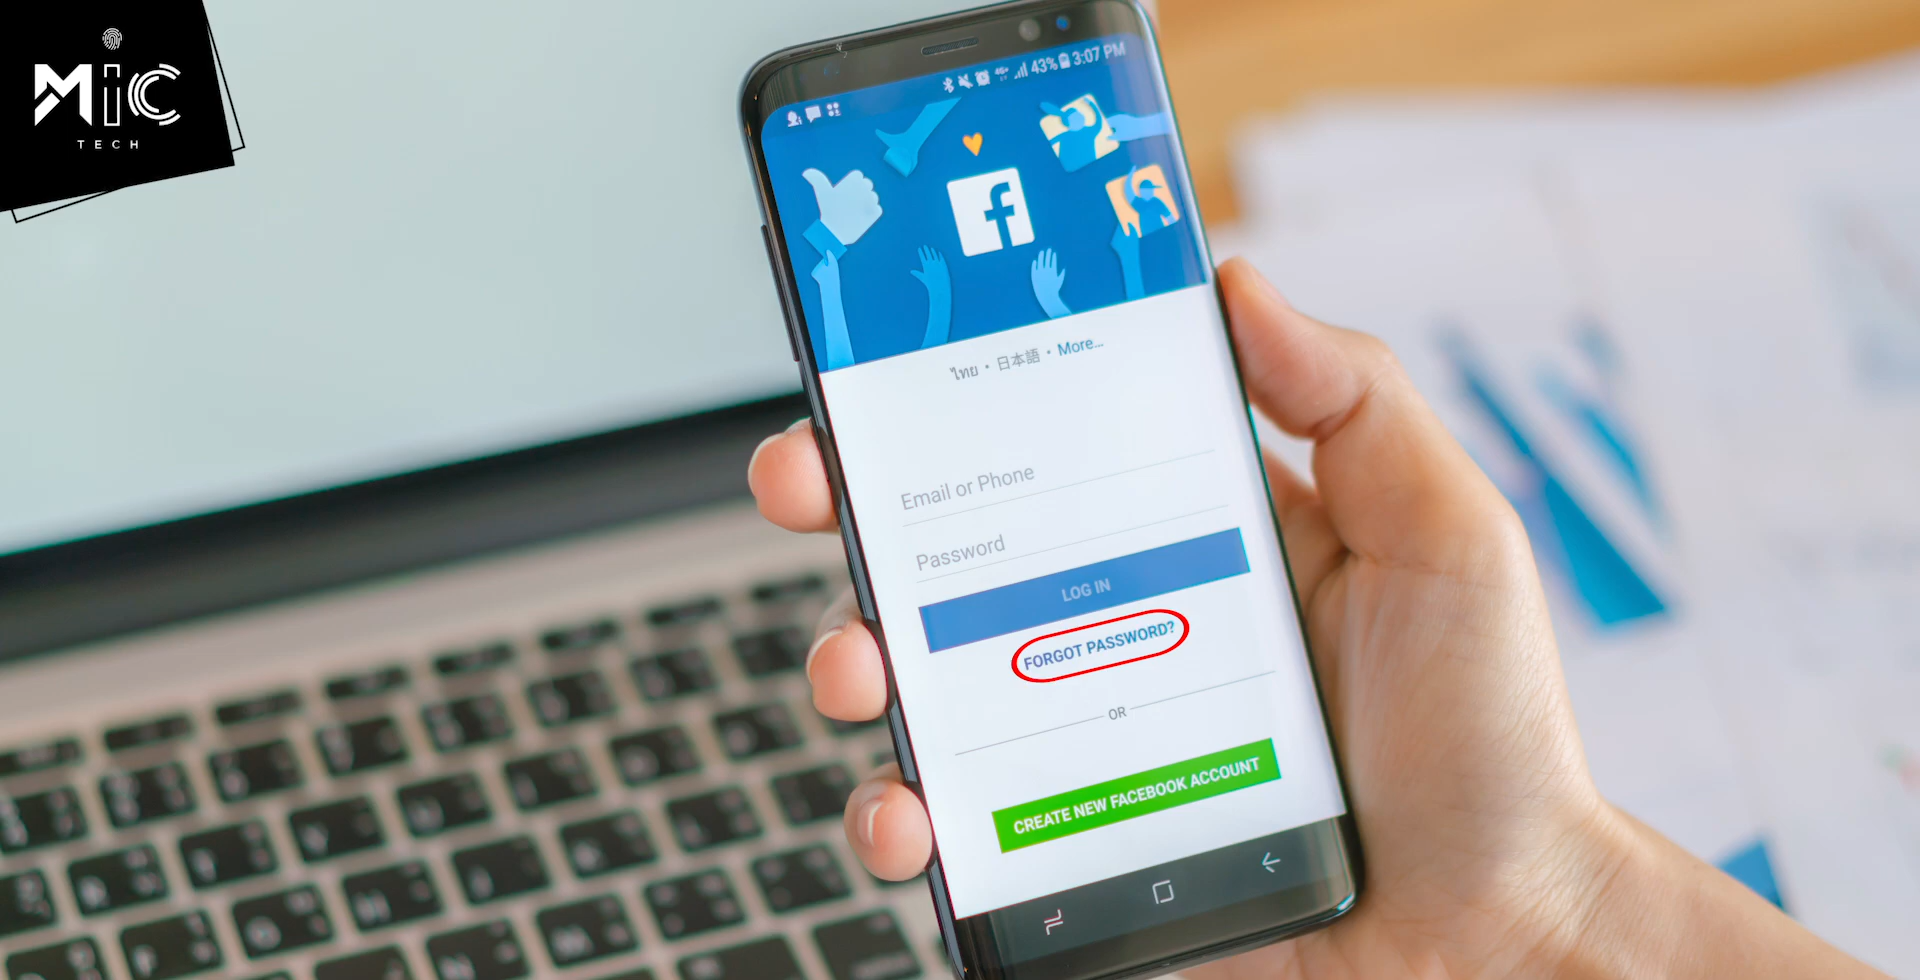 MiC
TECH
43% 3:07 PM
ไทย • 日本語 • More...
Email or Phone
Password
LOG IN
FORGOT PASSWORD?
OR
CREATE NEW FACEBOOK ACCOUNT